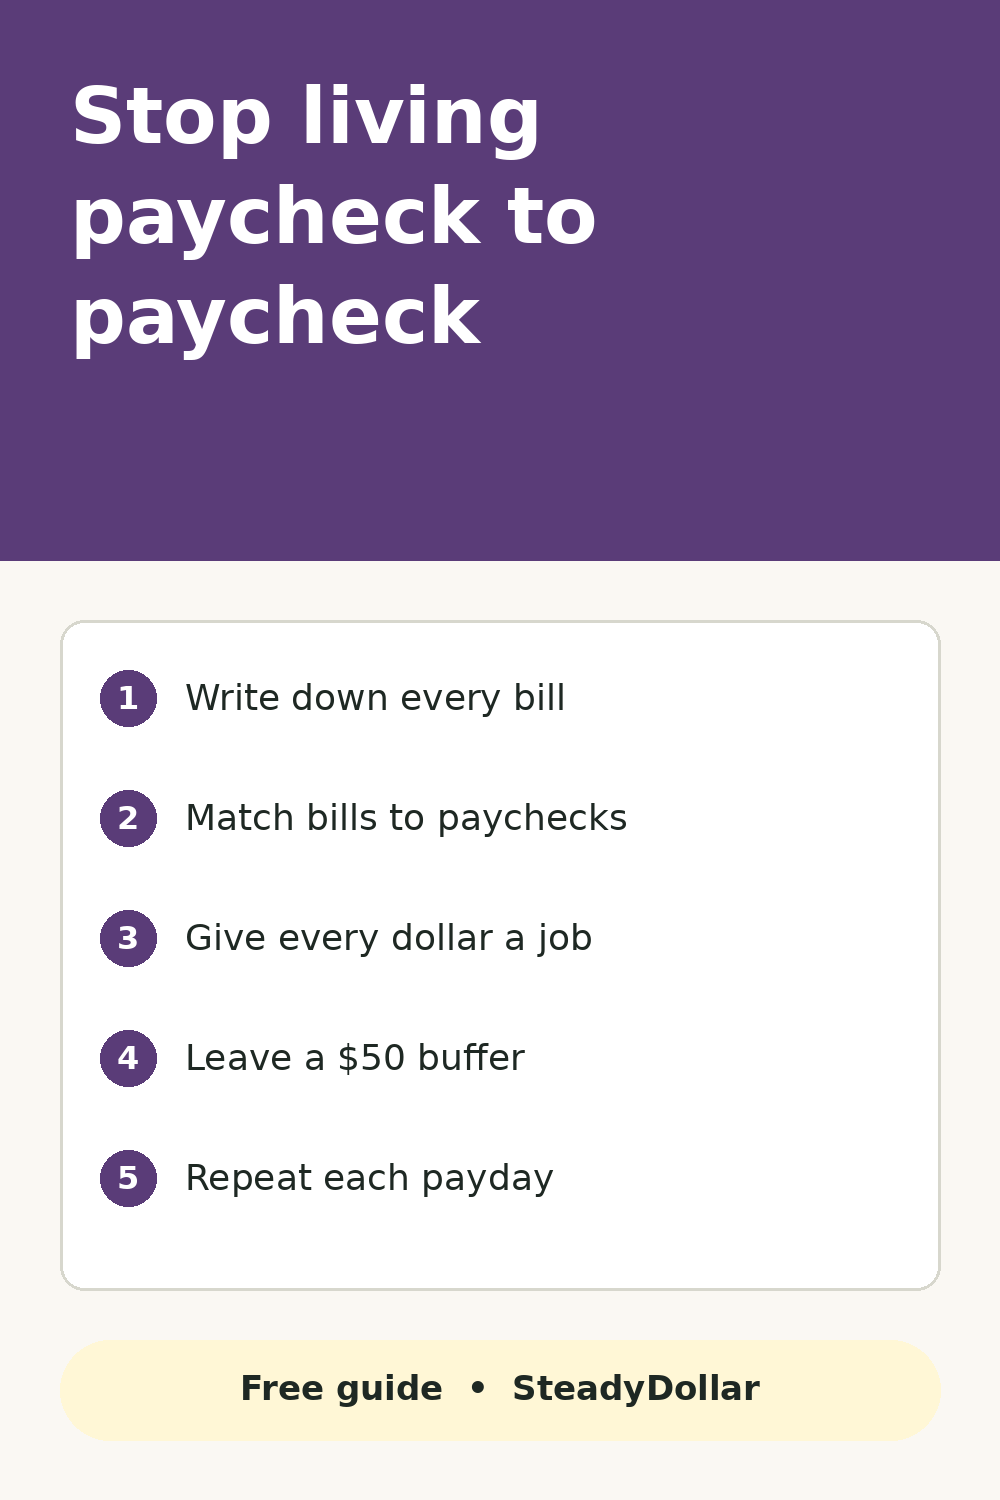 Stop living
paycheck to
paycheck
1 Write down every bill
2 Match bills to paychecks
3 Give every dollar a job
4 Leave a $50 buffer
5 Repeat each payday
Free guide • SteadyDollar